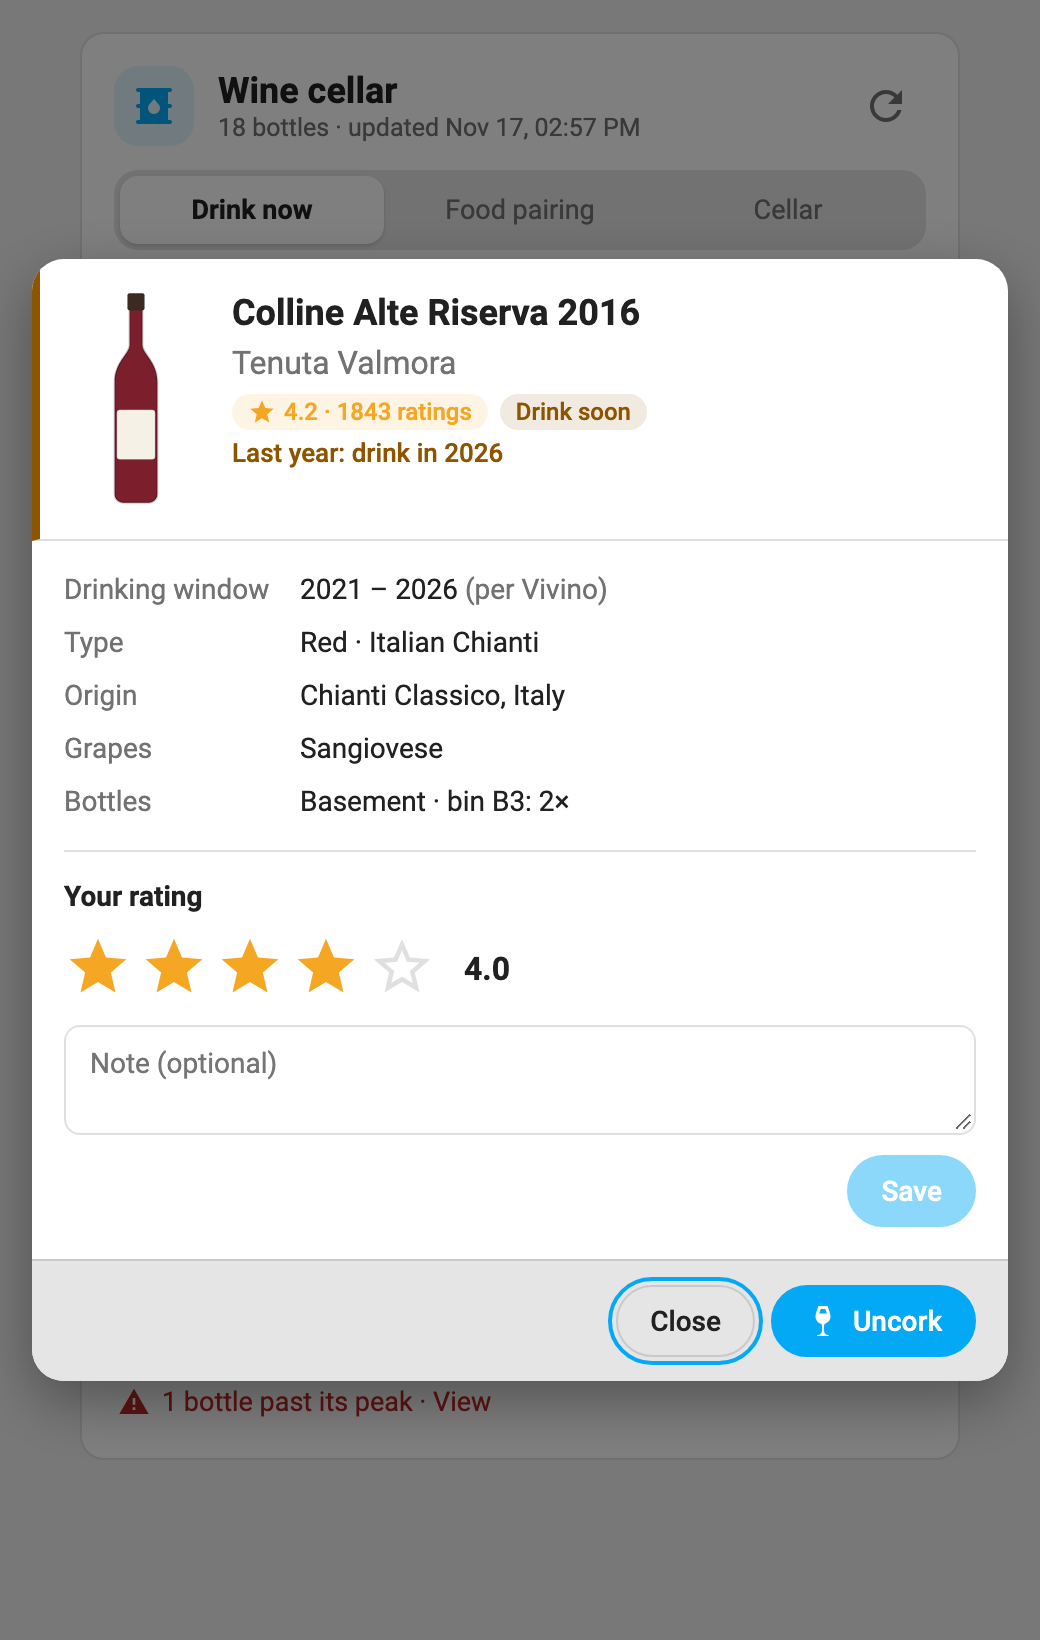 Wine cellar
18 bottles · updated Nov 17, 02:57 PM
Drink now
Food pairing
Cellar
Colline Alte Riserva 2016
Tenuta Valmora
4.2 · 1843 ratings
Drink soon
Last year: drink in 2026
Drinking window 2021 – 2026 (per Vivino)
Type Red · Italian Chianti
Origin Chianti Classico, Italy
Grapes Sangiovese
Bottles Basement · bin B3: 2×
Your rating
4.0
Note (optional)
Save
Close
Uncork
1 bottle past its peak · View